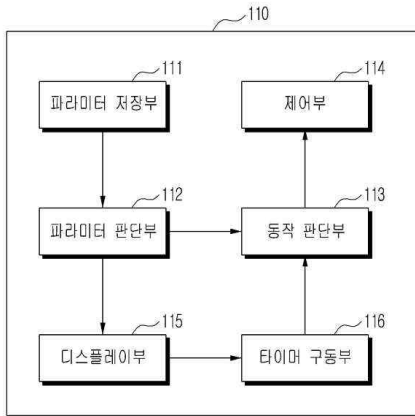 110
111
파라미터 저장부
114
제어부
112
파라미터 판단부
113
동작 판단부
115
디스플레이부
116
타이머 구동부